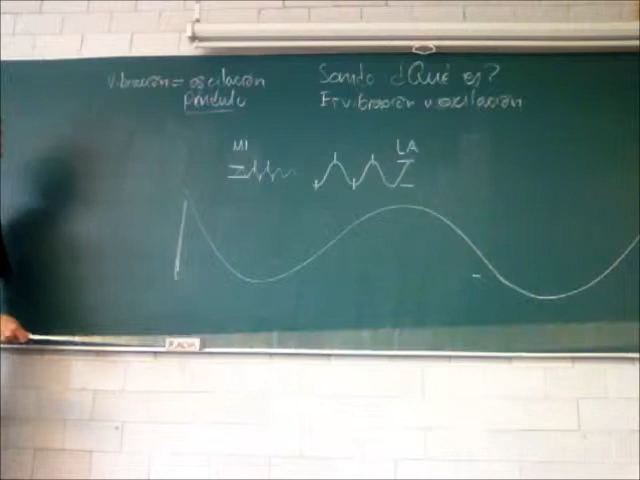 vibración = oscilación
péndulo
Sonido ¿Qué es?
Es vibración u oscilación
MI
LA